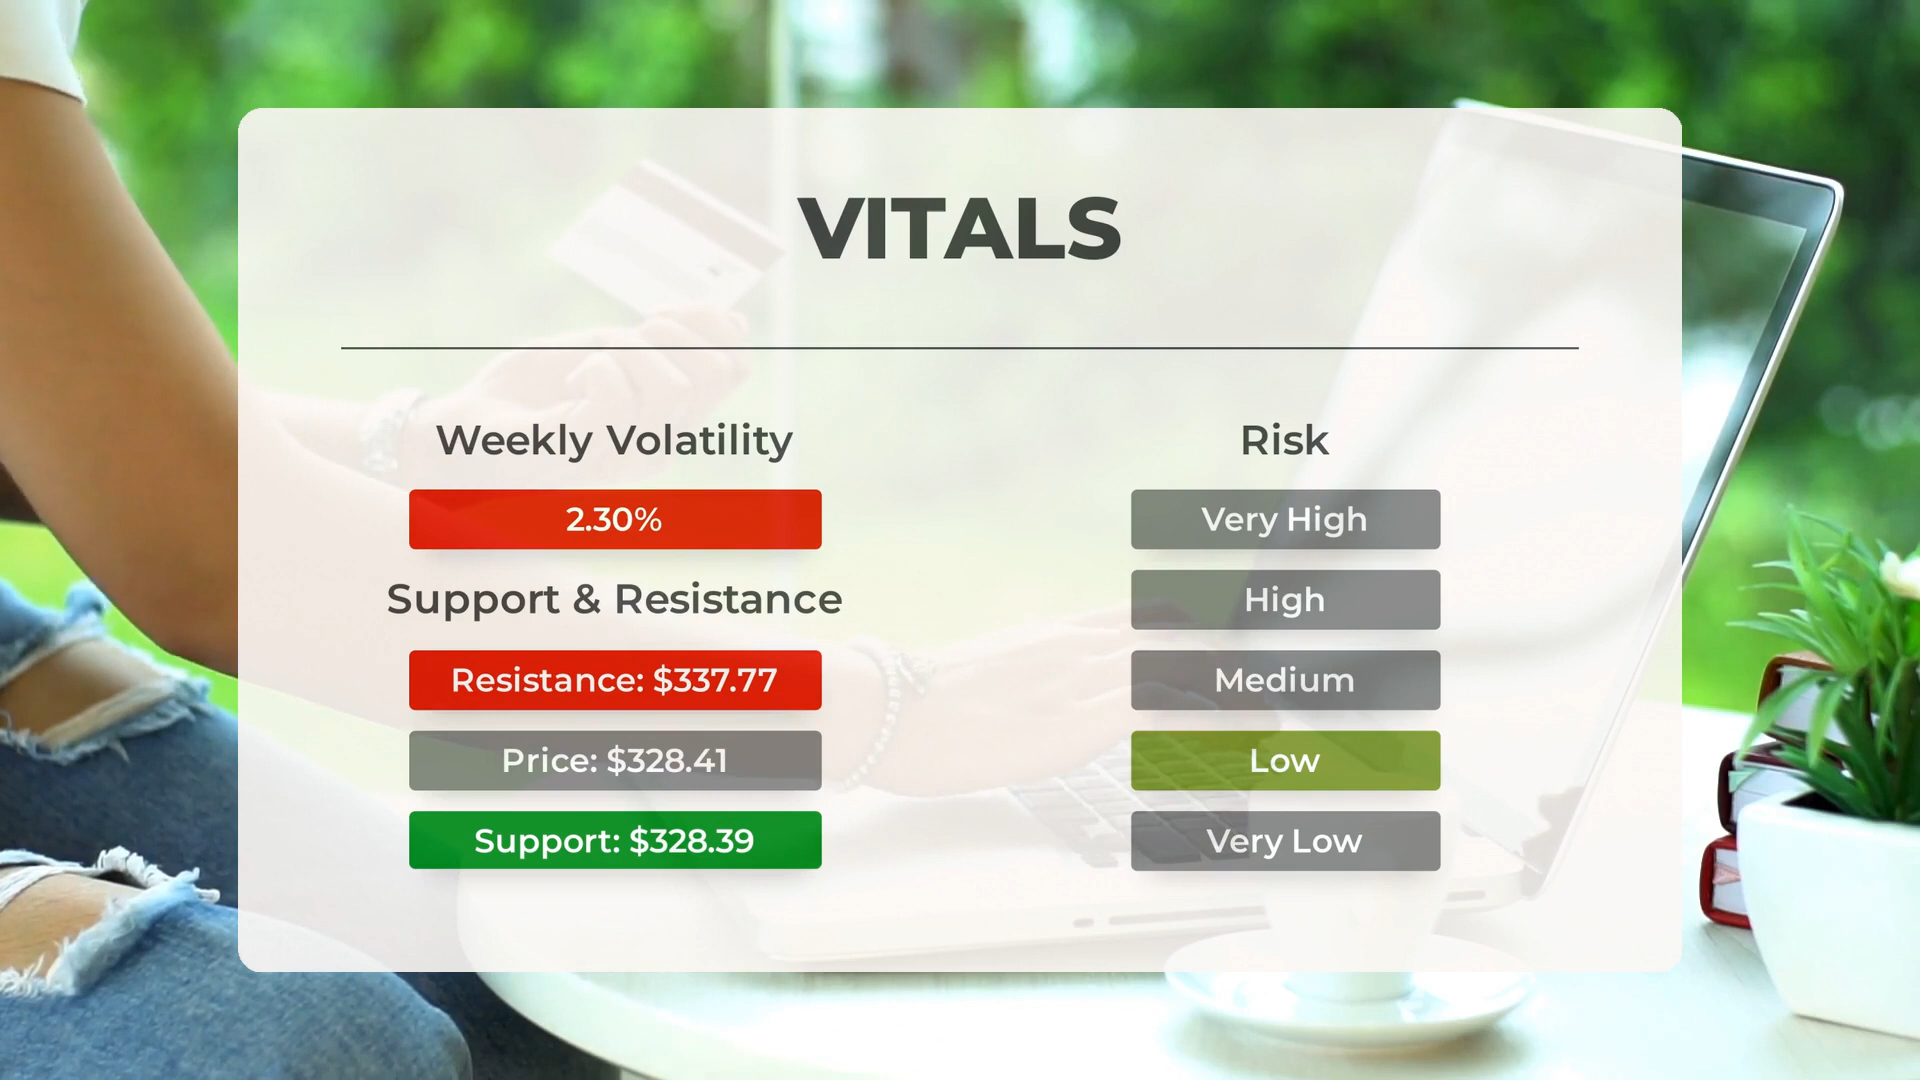 VITALS
Weekly Volatility
2.30%
Support & Resistance
Resistance: $337.77
Price: $328.41
Support: $328.39
Risk
Very High
High
Medium
Low
Very Low